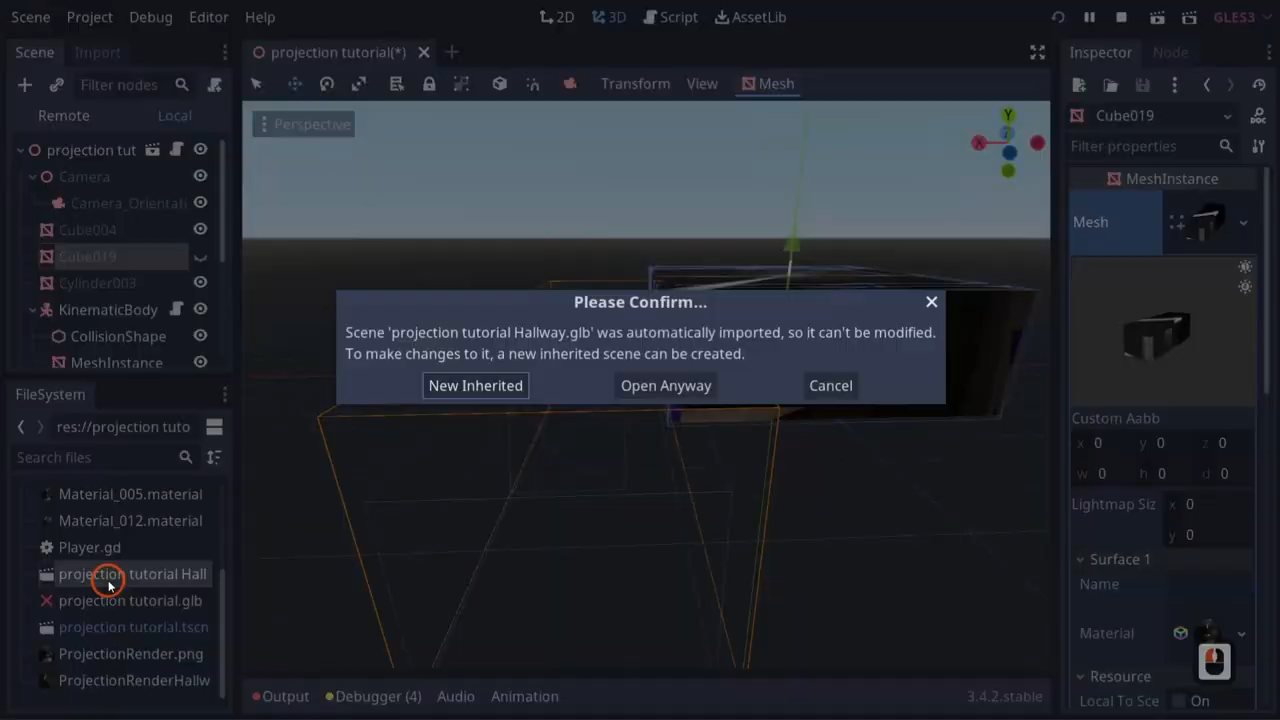 Scene Project Debug Editor Help
2D 3D Script AssetLib
GLES3
Scene Import
projection tutorial(*)
Inspector Node
Filter nodes
Transform View Mesh
Remote Local
Cube019
Perspective
Filter properties
projection tut
Camera
Camera_Orientati
Cube004
Cube019
Cylinder003
KinematicBody
CollisionShape
MeshInstance
Y
X
Z
MeshInstance
Mesh
Please Confirm...
Scene 'projection tutorial Hallway.glb' was automatically imported, so it can't be modified.
To make changes to it, a new inherited scene can be created.
New Inherited Open Anyway Cancel
FileSystem
res://projection tuto
Search files
Material_005.material
Material_012.material
Player.gd
projection tutorial Hall
projection tutorial.glb
projection tutorial.tscn
ProjectionRender.png
ProjectionRenderHallw
Custom Aabb
x 0 y 0 z 0
w 0 h 0 d 0
Lightmap Siz x 0
y 0
Surface 1
Name
Material
Resource
Local To Sce On
Output Debugger (4) Audio Animation 3.4.2.stable